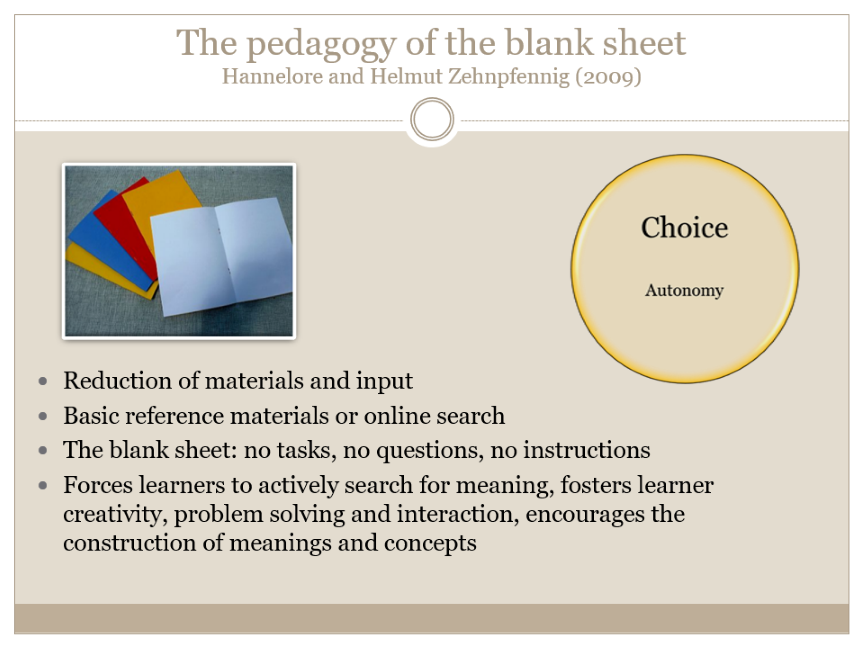 The pedagogy of the blank sheet
Hannelore and Helmut Zehnpfennig (2009)
Choice
Autonomy
• Reduction of materials and input
• Basic reference materials or online search
• The blank sheet: no tasks, no questions, no instructions
• Forces learners to actively search for meaning, fosters learner
creativity, problem solving and interaction, encourages the
construction of meanings and concepts